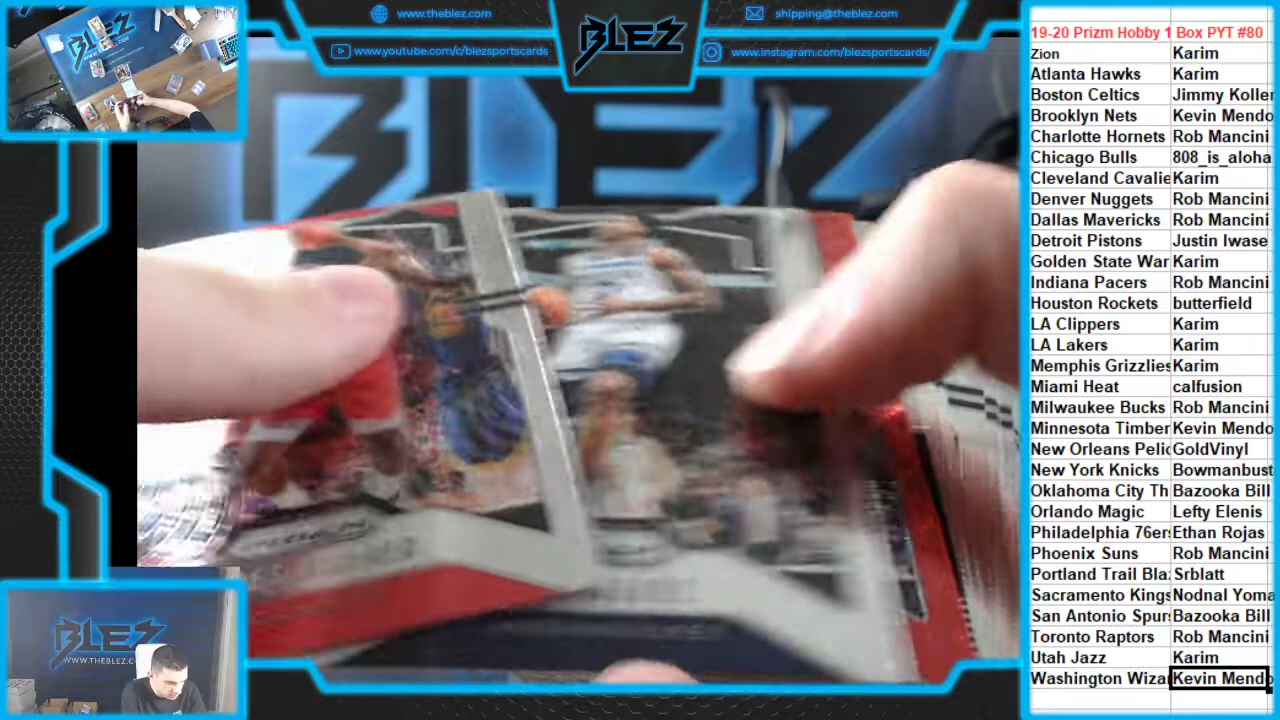 www.theblez.com
www.youtube.com/c/blezsportscards
BLEZ
shipping@theblez.com
www.instagram.com/blezsportscards/
BLEZ
BLEZ
WWW.THEBLEZ.COM
19-20 Prizm Hobby 1 Box PYT #80
Zion Karim
Atlanta Hawks Karim
Boston Celtics Jimmy Koller
Brooklyn Nets Kevin Mendo
Charlotte Hornets Rob Mancini
Chicago Bulls 808_is_aloha
Cleveland Cavalie Karim
Denver Nuggets Rob Mancini
Dallas Mavericks Rob Mancini
Detroit Pistons Justin Iwase
Golden State War Karim
Indiana Pacers Rob Mancini
Houston Rockets butterfield
LA Clippers Karim
LA Lakers Karim
Memphis Grizzlies Karim
Miami Heat calfusion
Milwaukee Bucks Rob Mancini
Minnesota Timber Kevin Mendo
New Orleans Pelic GoldVinyl
New York Knicks Bowmanbust
Oklahoma City Th Bazooka Bill
Orlando Magic Lefty Elenis
Philadelphia 76ers Ethan Rojas
Phoenix Suns Rob Mancini
Portland Trail Bla Srblatt
Sacramento Kings Nodnal Yoma
San Antonio Spurs Bazooka Bill
Toronto Raptors Rob Mancini
Utah Jazz Karim
Washington Wiza Kevin Mendo